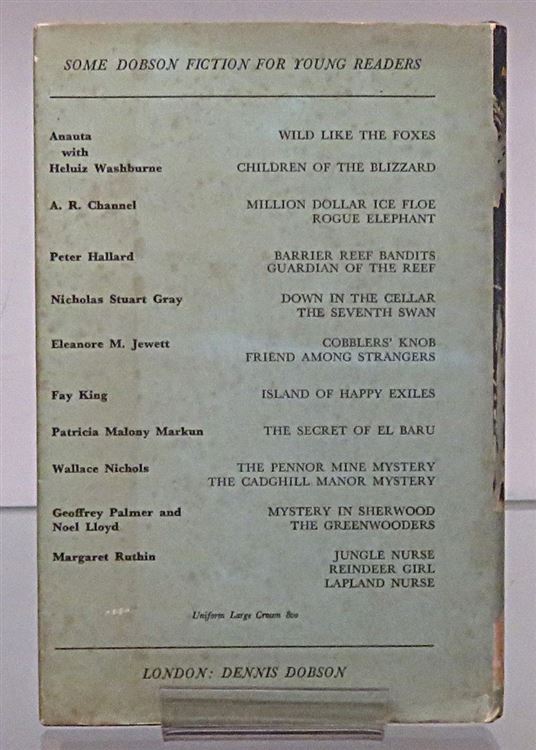 SOME DOBSON FICTION FOR YOUNG READERS
Anauta WILD LIKE THE FOXES
with
Heluiz Washburne CHILDREN OF THE BLIZZARD
A. R. Channel MILLION DOLLAR ICE FLOE
ROGUE ELEPHANT
Peter Hallard BARRIER REEF BANDITS
GUARDIAN OF THE REEF
Nicholas Stuart Gray DOWN IN THE CELLAR
THE SEVENTH SWAN
Eleanore M. Jewett COBBLERS' KNOB
FRIEND AMONG STRANGERS
Fay King ISLAND OF HAPPY EXILES
Patricia Malony Markun THE SECRET OF EL BARU
Wallace Nichols THE PENNOR MINE MYSTERY
THE CADGHILL MANOR MYSTERY
Geoffrey Palmer and MYSTERY IN SHERWOOD
Noel Lloyd THE GREENWOODERS
Margaret Ruthin JUNGLE NURSE
REINDEER GIRL
LAPLAND NURSE
Uniform Large Crown 8vo
LONDON: DENNIS DOBSON